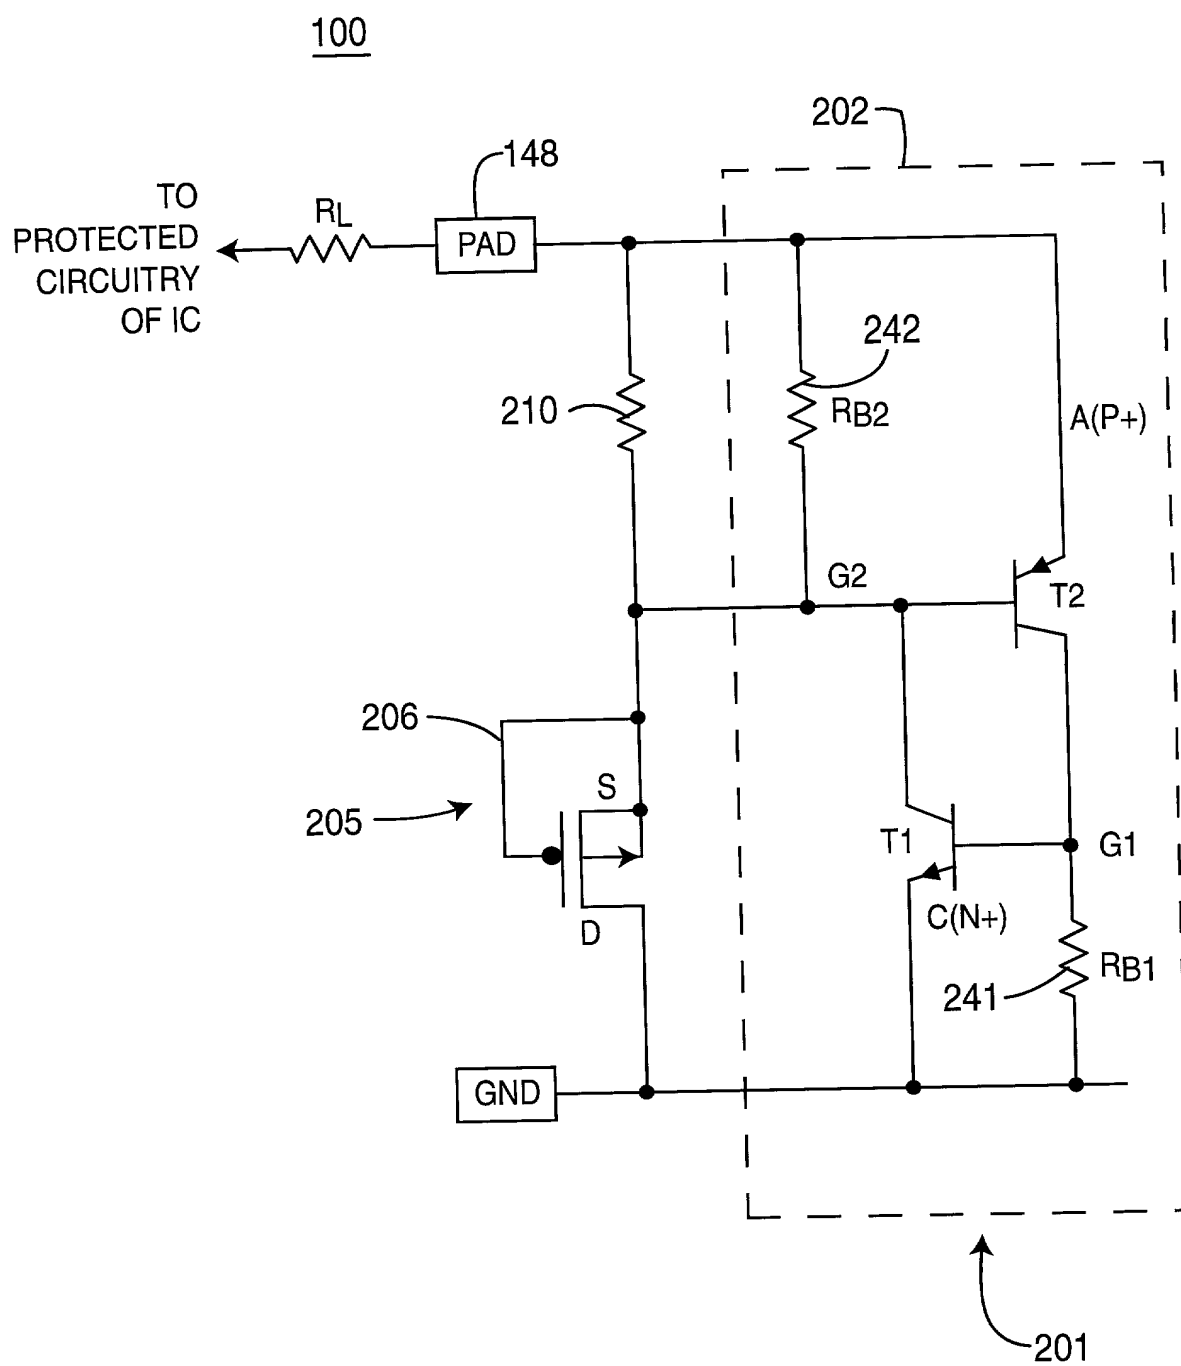 100
202
148
TO
PROTECTED
CIRCUITRY
OF IC
RL
PAD
242
210
RB2
A(P+)
G2
T2
206
S
205
T1
G1
D
C(N+)
RB1
241
GND
201